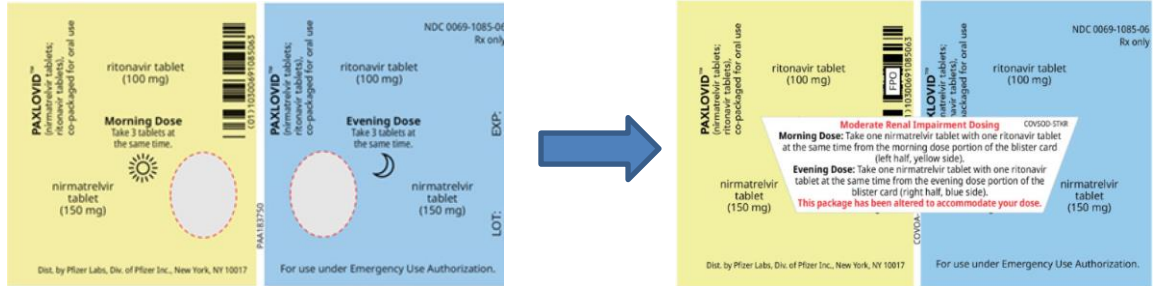 PAXLOVID™
(nirmatrelvir tablets;
ritonavir tablets),
co-packaged for oral use
ritonavir tablet
(100 mg)
Morning Dose
Take 3 tablets at
the same time.
nirmatrelvir
tablet
(150 mg)
(01)10300691085063
PAA183750
Dist. by Pfizer Labs, Div. of Pfizer Inc., New York, NY 10017
NDC 0069-1085-06
Rx only
PAXLOVID™
(nirmatrelvir tablets;
ritonavir tablets),
co-packaged for oral use
ritonavir tablet
(100 mg)
Evening Dose
Take 3 tablets at
the same time.
nirmatrelvir
tablet
(150 mg)
EXP:
LOT:
For use under Emergency Use Authorization.
PAXLOVID™
(nirmatrelvir tablets;
ritonavir tablets),
co-packaged for oral use
ritonavir tablet
(100 mg)
FPO
10300691085063
nirmatrelvir
tablet
(150 mg)
Dist. by Pfizer Labs, Div. of Pfizer Inc., New York, NY 10017
NDC 0069-1085-06
Rx only
ritonavir tablet
(100 mg)
Moderate Renal Impairment Dosing
COVSOD-STKR
Morning Dose: Take one nirmatrelvir tablet with one ritonavir tablet
at the same time from the morning dose portion of the blister card
(left half, yellow side).
Evening Dose: Take one nirmatrelvir tablet with one ritonavir
tablet at the same time from the evening dose portion of the
blister card (right half, blue side).
This package has been altered to accommodate your dose.
nirmatrelvir
tablet
(150 mg)
For use under Emergency Use Authorization.